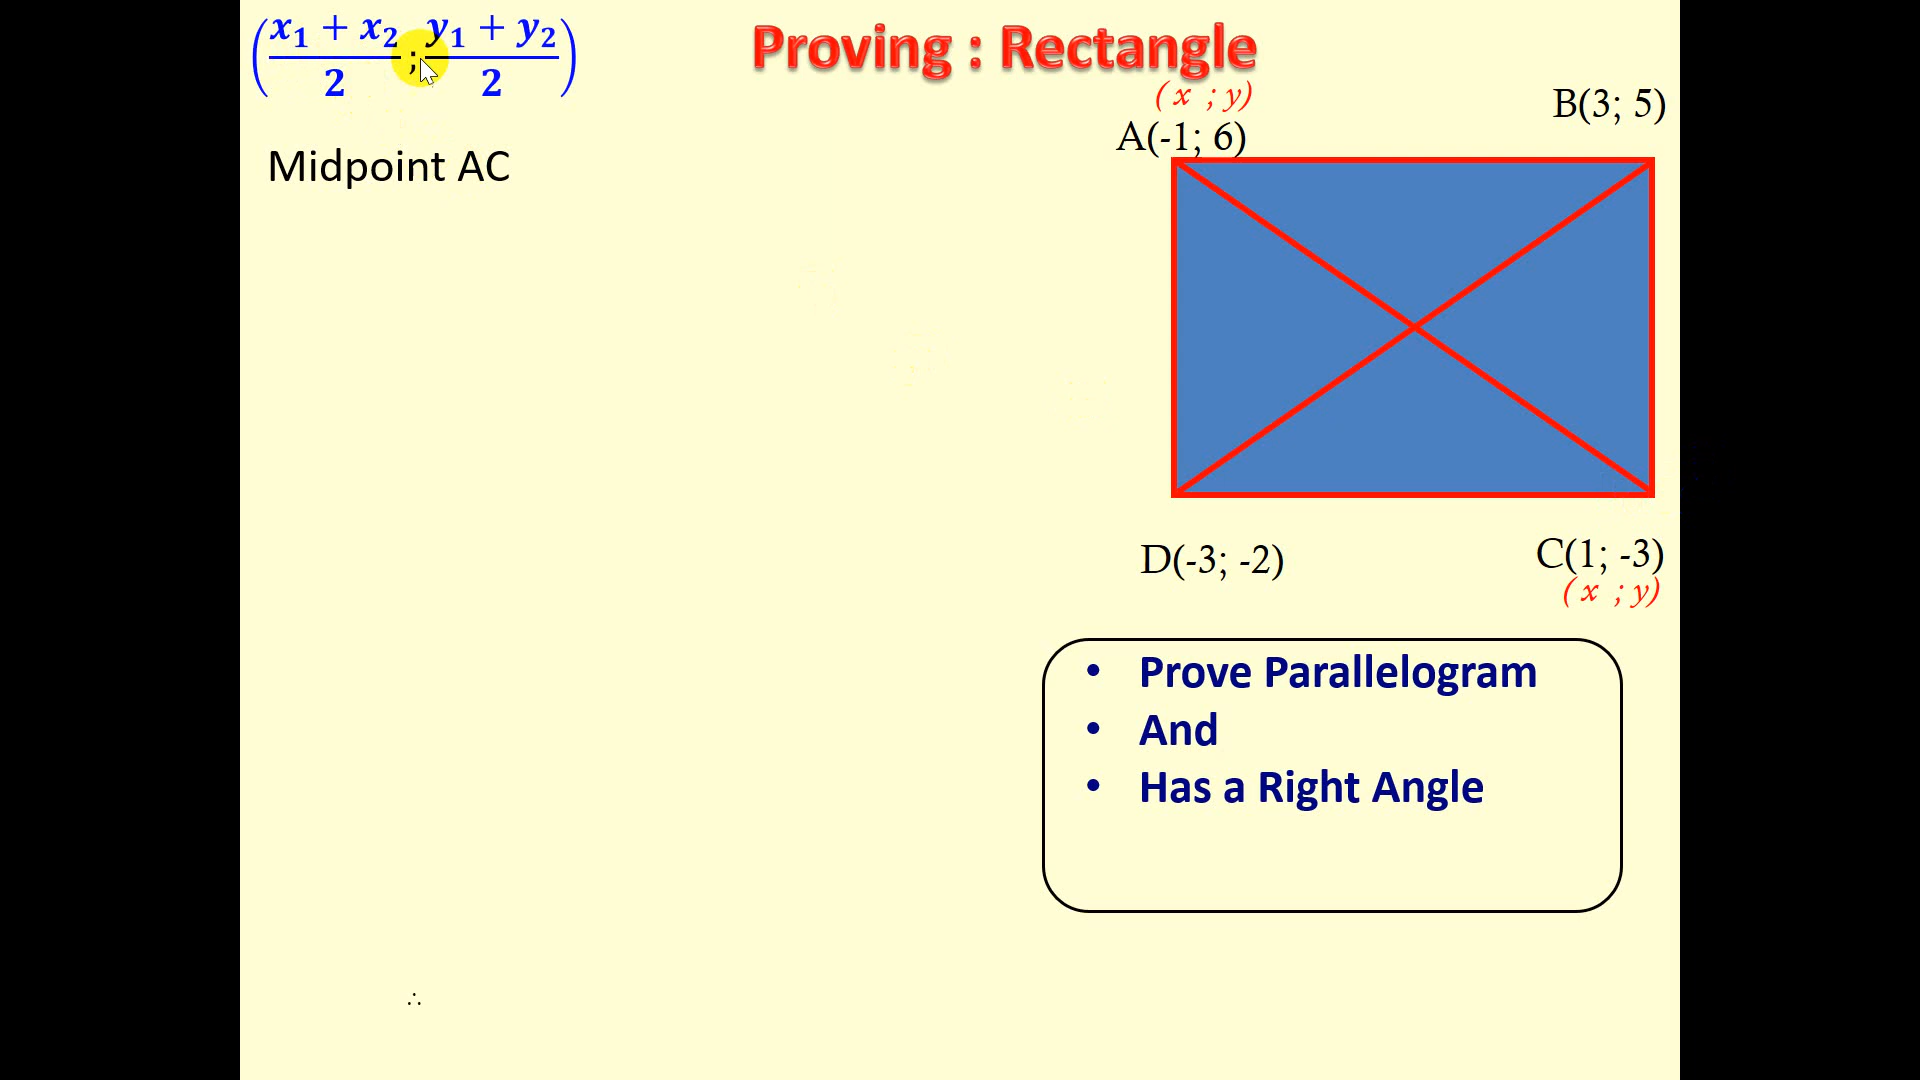 (x₁ + x₂ / 2 ; y₁ + y₂ / 2)
Proving : Rectangle
( x ; y)
A(-1; 6)
B(3; 5)
Midpoint AC
D(-3; -2)
C(1; -3)
( x ; y)
• Prove Parallelogram
• And
• Has a Right Angle
∴